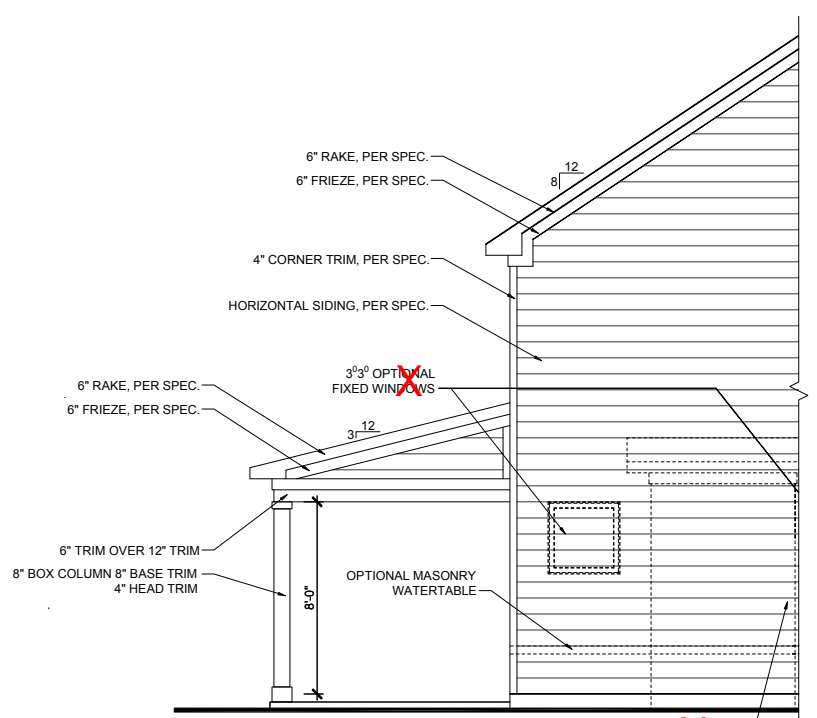 6" RAKE, PER SPEC.
12
8
6" FRIEZE, PER SPEC.
4" CORNER TRIM, PER SPEC.
HORIZONTAL SIDING, PER SPEC.
3⁰3⁰ OPTIONAL
FIXED WINDOWS
X
6" RAKE, PER SPEC.
6" FRIEZE, PER SPEC.
12
3
6" TRIM OVER 12" TRIM
8" BOX COLUMN 8" BASE TRIM
4" HEAD TRIM
8'-0"
OPTIONAL MASONRY
WATERTABLE